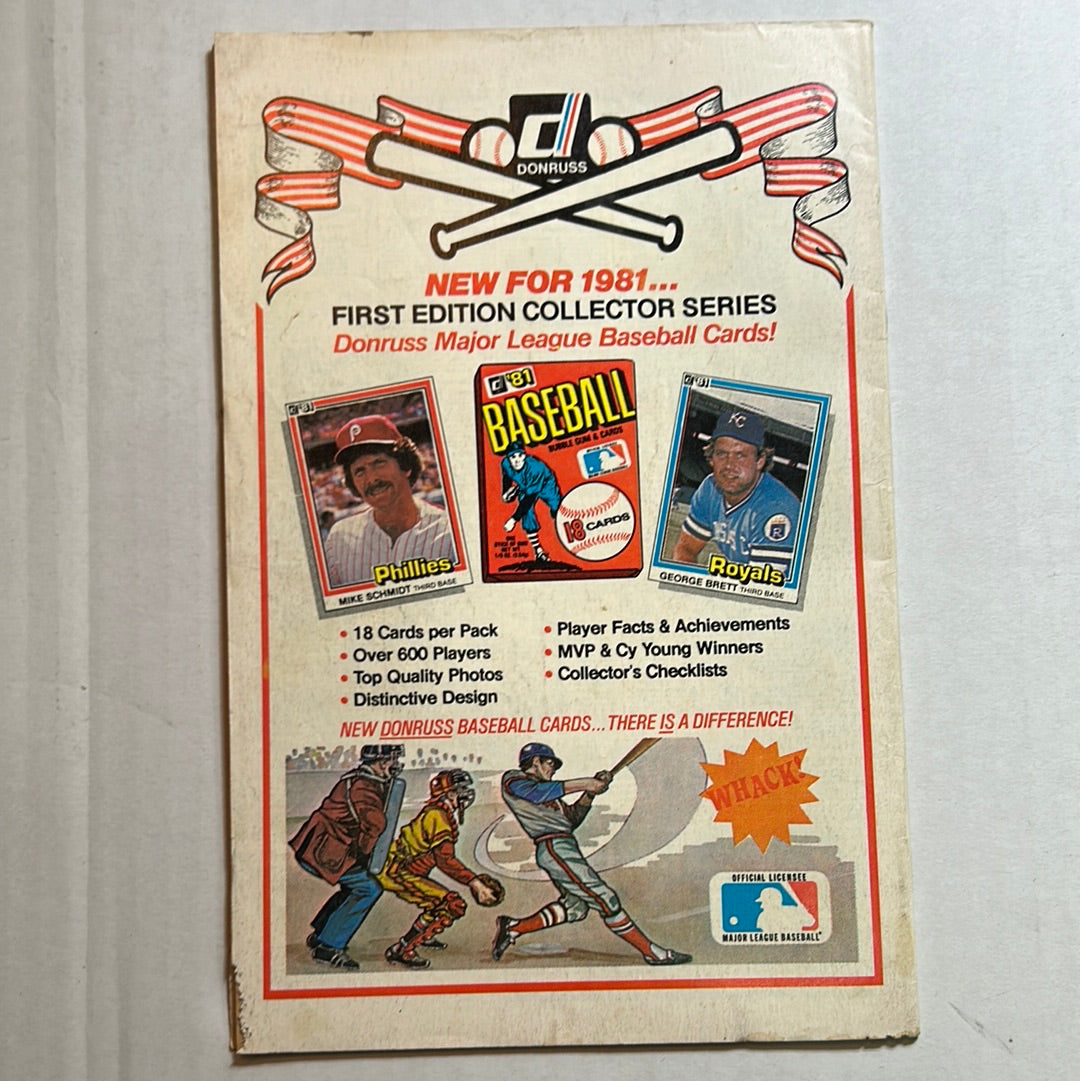 DONRUSS
NEW FOR 1981...
FIRST EDITION COLLECTOR SERIES
Donruss Major League Baseball Cards!
d '81
Phillies
MIKE SCHMIDT THIRD BASE
d '81
BASEBALL
BUBBLE GUM & CARDS
18 CARDS
d '81
KC
Royals
GEORGE BRETT THIRD BASE
• 18 Cards per Pack
• Over 600 Players
• Top Quality Photos
• Distinctive Design
• Player Facts & Achievements
• MVP & Cy Young Winners
• Collector's Checklists
NEW DONRUSS BASEBALL CARDS...THERE IS A DIFFERENCE!
WHACK!
OFFICIAL LICENSEE
MAJOR LEAGUE BASEBALL